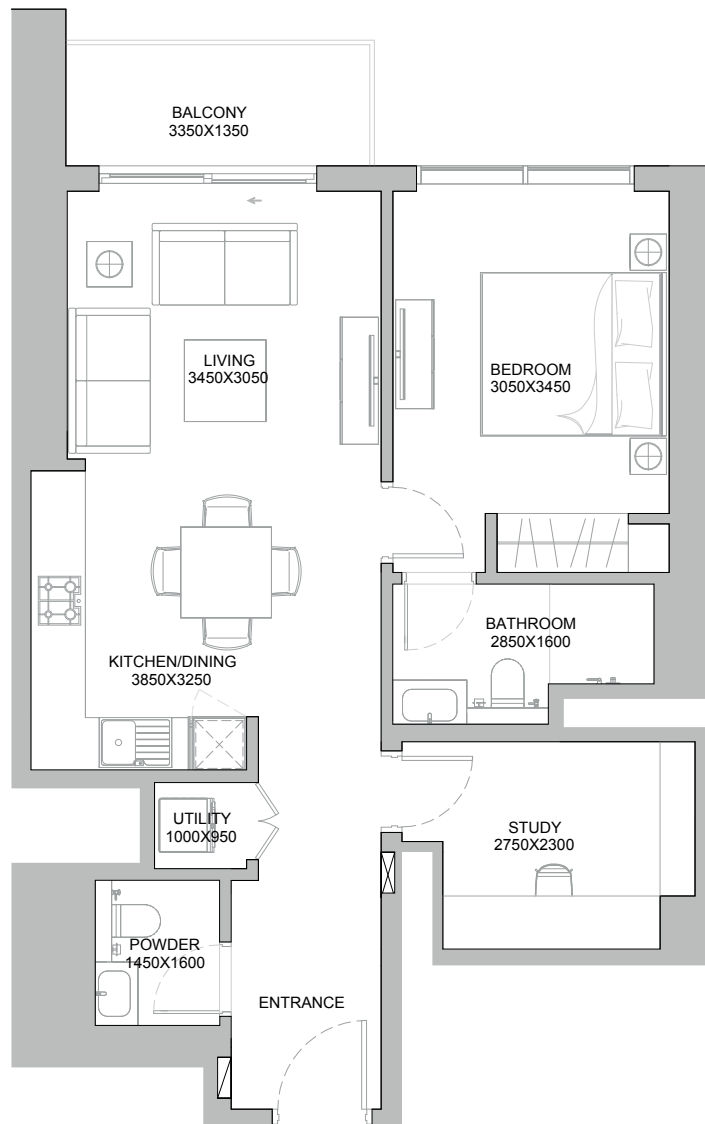 BALCONY
3350X1350
LIVING
3450X3050
BEDROOM
3050X3450
BATHROOM
2850X1600
KITCHEN/DINING
3850X3250
UTILITY
1000X950
STUDY
2750X2300
POWDER
1450X1600
ENTRANCE